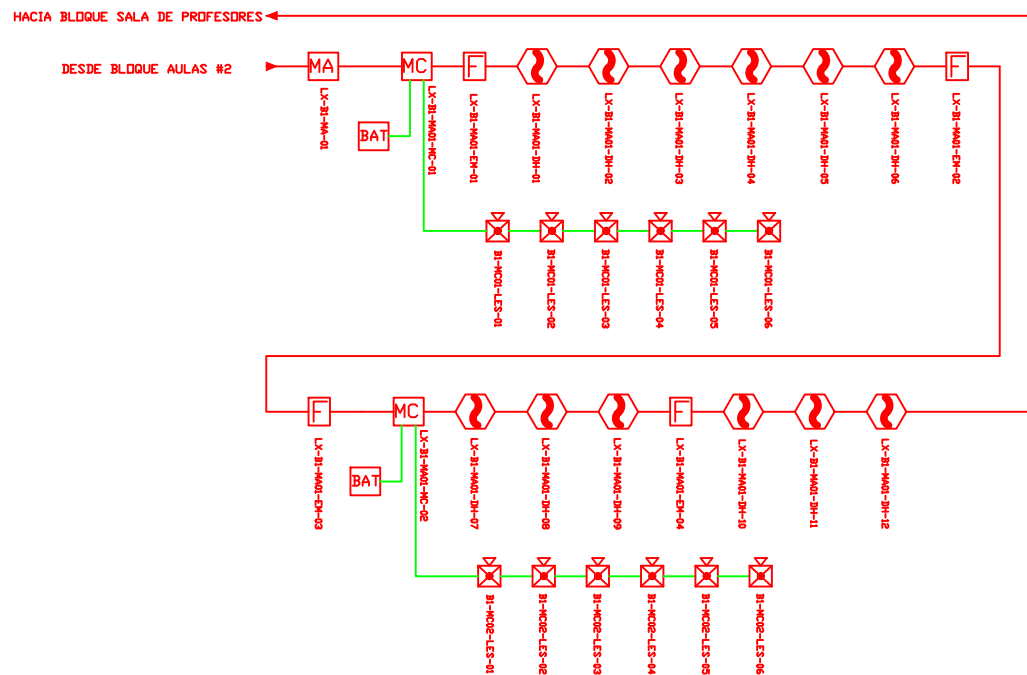 HACIA BLOQUE SALA DE PROFESORES
DESDE BLOQUE AULAS #2
MA
MC
F
F
LX-B1-MA-01
BAT
LX-B1-MA01-MC-01
LX-B1-MA01-EM-01
LX-B1-MA01-DH-01
LX-B1-MA01-DH-02
LX-B1-MA01-DH-03
LX-B1-MA01-DH-04
LX-B1-MA01-DH-05
LX-B1-MA01-DH-06
LX-B1-MA01-EM-02
B1-MC01-LES-01
B1-MC01-LES-02
B1-MC01-LES-03
B1-MC01-LES-04
B1-MC01-LES-05
B1-MC01-LES-06
F
MC
F
LX-B1-MA01-EM-03
BAT
LX-B1-MA01-MC-02
LX-B1-MA01-DH-07
LX-B1-MA01-DH-08
LX-B1-MA01-DH-09
LX-B1-MA01-EM-04
LX-B1-MA01-DH-10
LX-B1-MA01-DH-11
LX-B1-MA01-DH-12
B1-MC02-LES-01
B1-MC02-LES-02
B1-MC02-LES-03
B1-MC02-LES-04
B1-MC02-LES-05
B1-MC02-LES-06